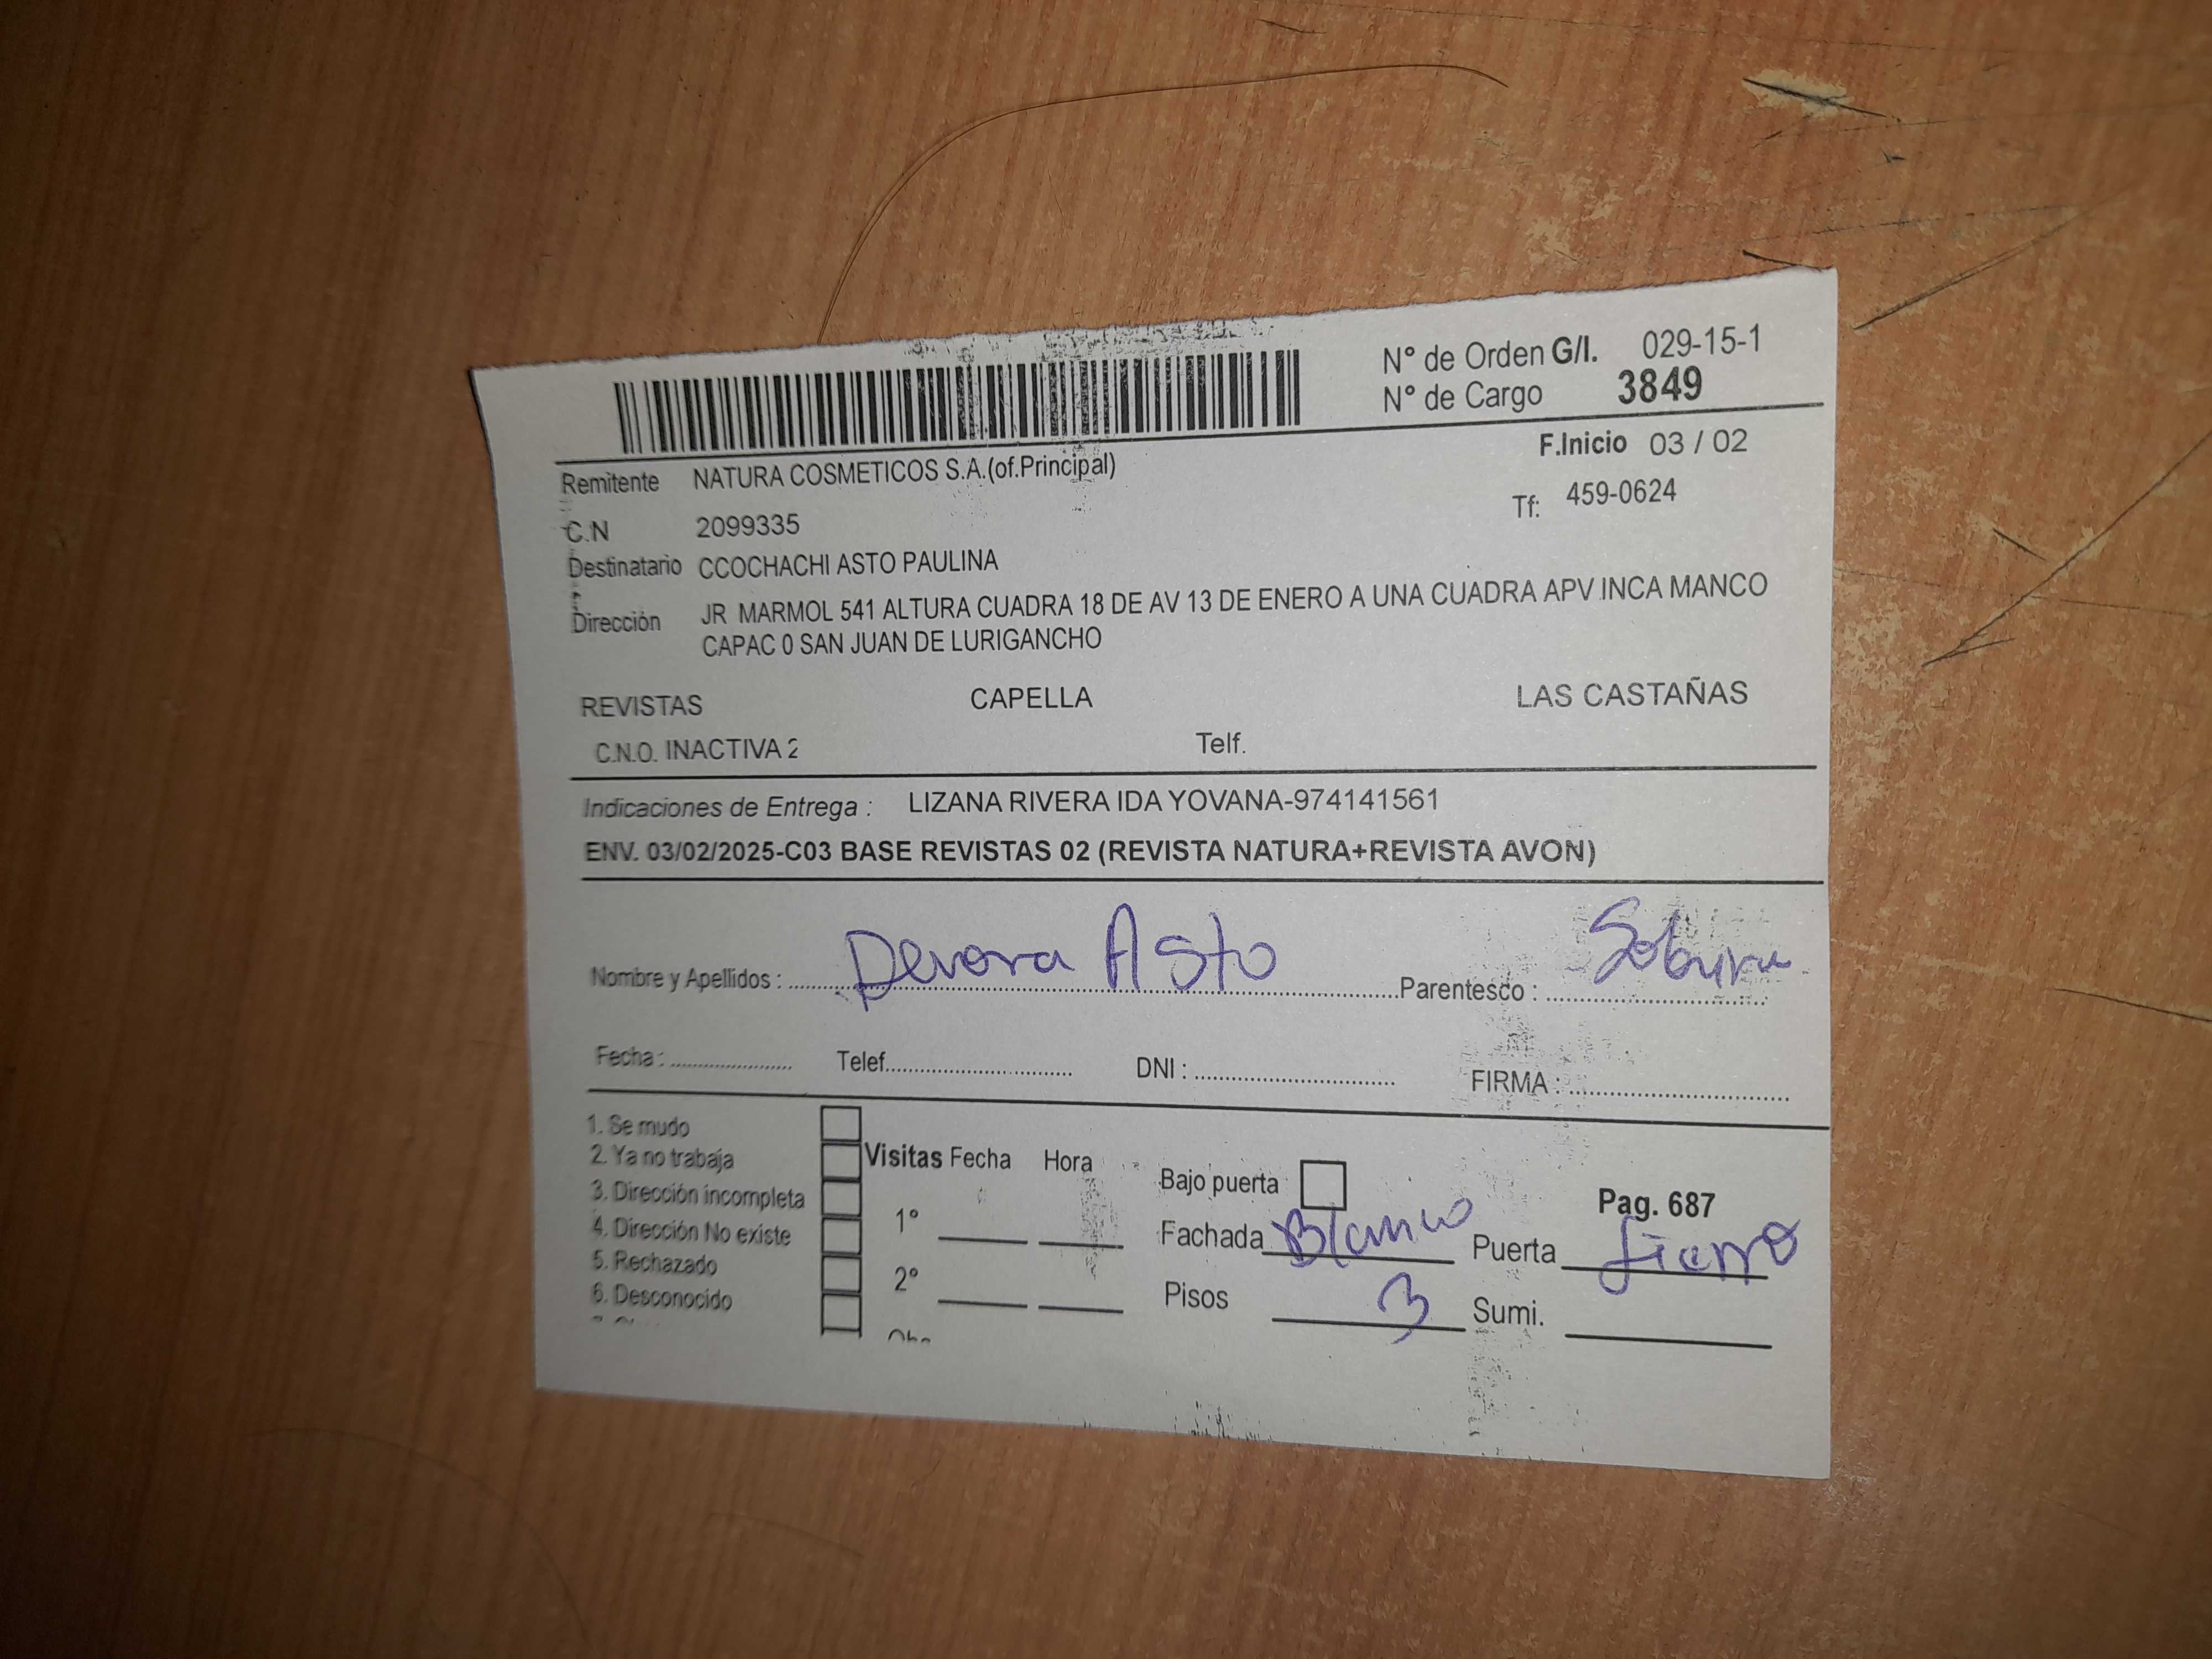 N° de Orden G/I. 029-15-1
N° de Cargo 3849
F.Inicio 03 / 02
Remitente NATURA COSMETICOS S.A.(of.Principal)
Tf: 459-0624
C.N 2099335
Destinatario CCOCHACHI ASTO PAULINA
Dirección JR MARMOL 541 ALTURA CUADRA 18 DE AV 13 DE ENERO A UNA CUADRA APV INCA MANCO
CAPAC 0 SAN JUAN DE LURIGANCHO
REVISTAS CAPELLA LAS CASTAÑAS
C.N.O. INACTIVA 2 Telf.
Indicaciones de Entrega : LIZANA RIVERA IDA YOVANA-974141561
ENV. 03/02/2025-C03 BASE REVISTAS 02 (REVISTA NATURA+REVISTA AVON)
Nombre y Apellidos : Devora Asto Parentesco :
Fecha : Telef. DNI : FIRMA :
1. Se mudo
2. Ya no trabaja
3. Dirección incompleta
4. Dirección No existe
5. Rechazado
6. Desconocido
Visitas Fecha Hora
1°
2°
Bajo puerta
Pag. 687
Fachada Blanco Puerta fierro
Pisos 3 Sumi.